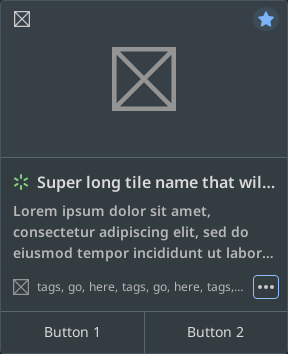 Super long tile name that wil...
Lorem ipsum dolor sit amet,
consectetur adipiscing elit, sed do
eiusmod tempor incididunt ut labor...
tags, go, here, tags, go, here, tags,...
Button 1
Button 2